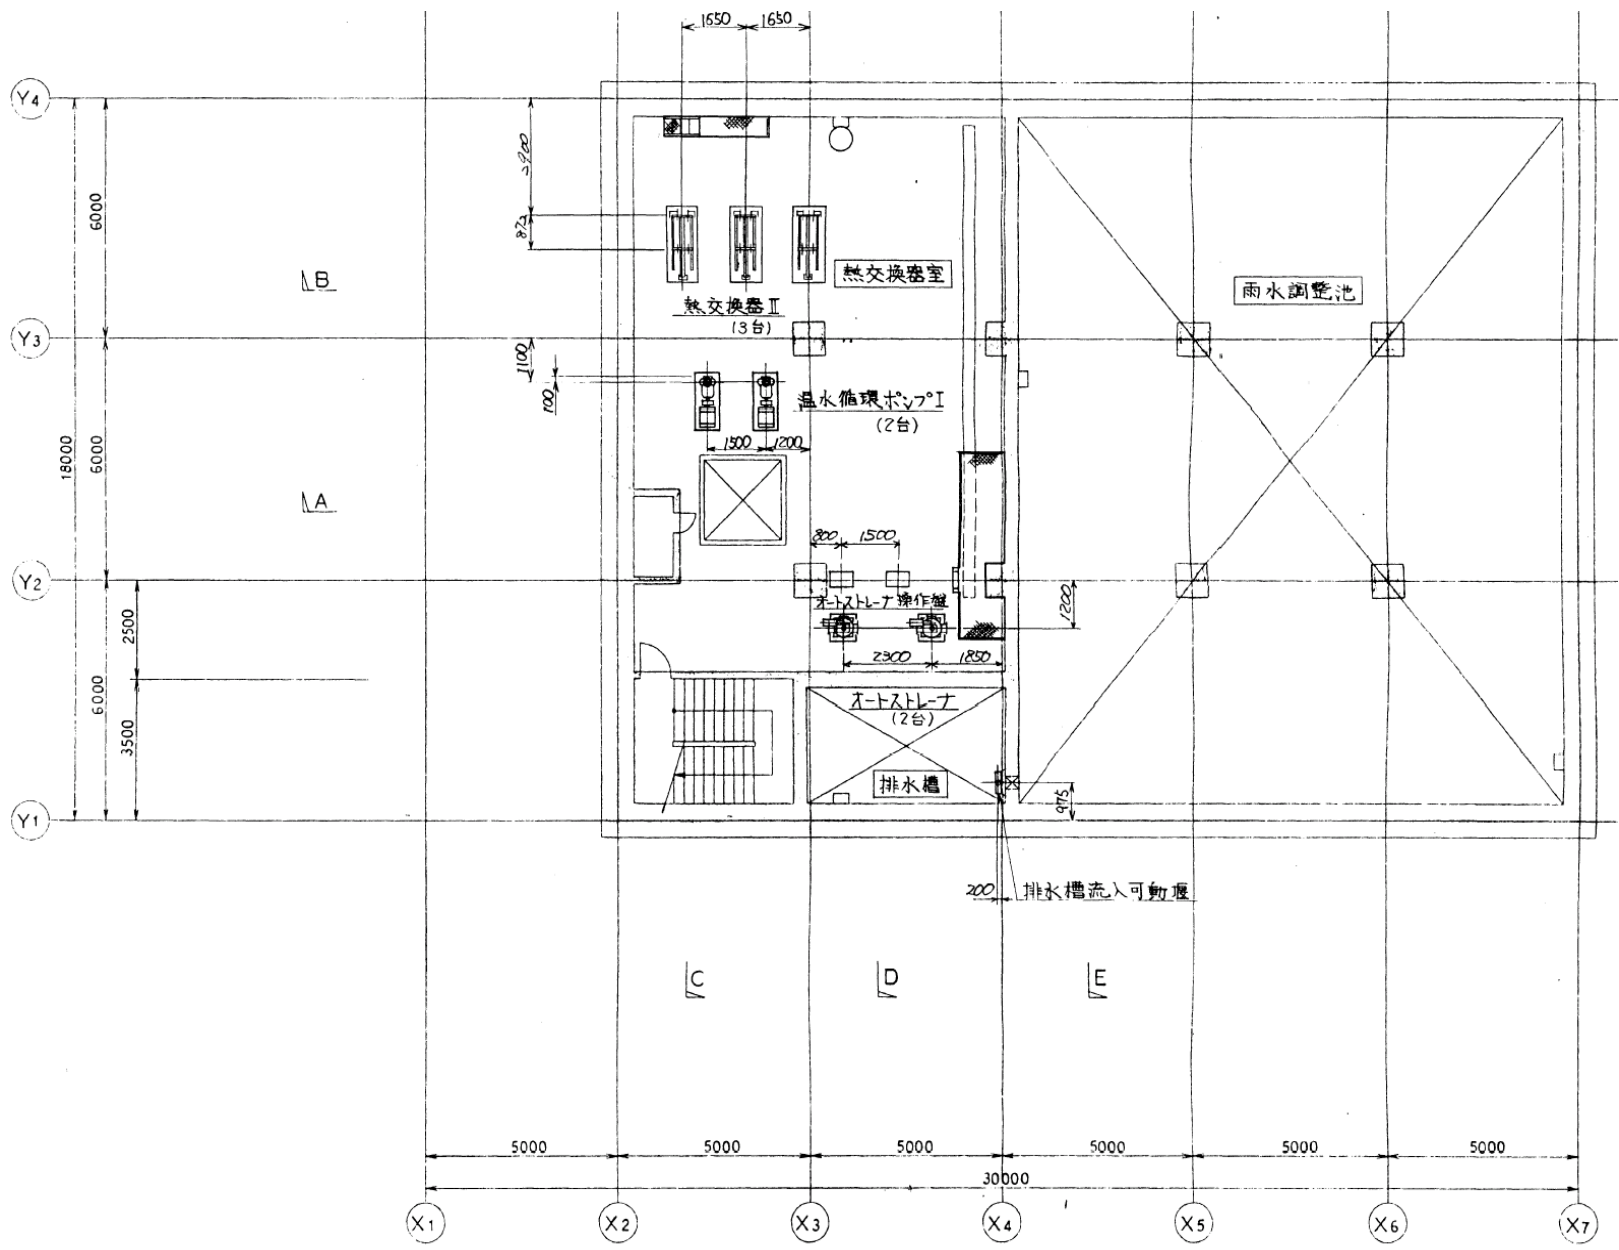 1650
1650
Y4
2900
6000
872
B
熱交換器室
雨水調整池
熱交換器Ⅱ
(3台)
Y3
1100
100
温水循環ポンプⅠ
(2台)
1500
1200
18000
6000
A
800
1500
Y2
オートストレーナ操作盤
1200
2500
2300
1850
6000
オートストレーナ
(2台)
3500
排水槽
975
Y1
200
排水槽流入可動堰
C
D
E
5000
5000
5000
5000
5000
5000
30000
X1
X2
X3
X4
X5
X6
X7